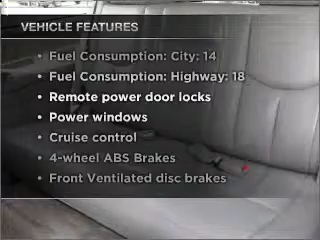 VEHICLE FEATURES
• Fuel Consumption: City: 14
• Fuel Consumption: Highway: 18
• Remote power door locks
• Power windows
• Cruise control
• 4-wheel ABS Brakes
• Front Ventilated disc brakes